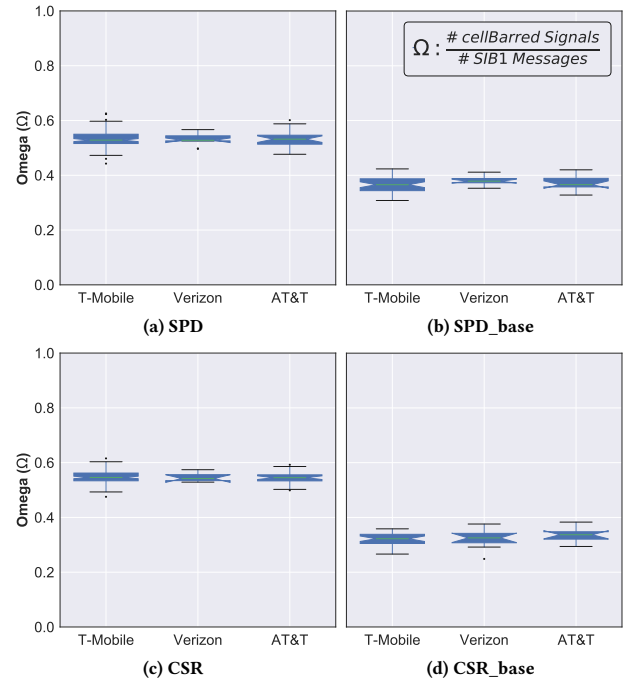 1.0
0.8
0.6
0.4
0.2
0.0
Omega (Ω)
T-Mobile Verizon AT&T
(a) SPD
Ω : # cellBarred Signals
# SIB1 Messages
T-Mobile Verizon AT&T
(b) SPD_base
1.0
0.8
0.6
0.4
0.2
0.0
Omega (Ω)
T-Mobile Verizon AT&T
(c) CSR
T-Mobile Verizon AT&T
(d) CSR_base